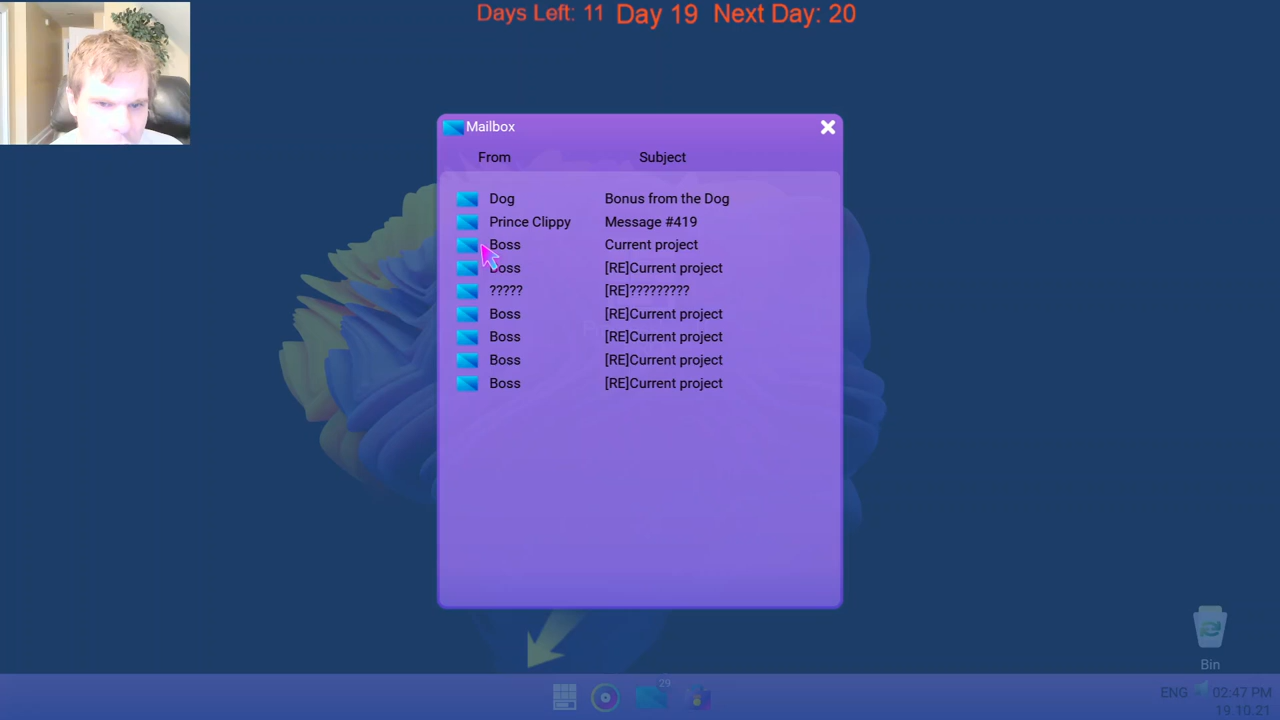 Days Left: 11 Day 19 Next Day: 20
Mailbox
From Subject
Dog Bonus from the Dog
Prince Clippy Message #419
Boss Current project
Boss [RE]Current project
????? [RE]?????????
Boss [RE]Current project
Boss [RE]Current project
Boss [RE]Current project
Boss [RE]Current project
Bin
29
ENG 02:47 PM
19.10.21